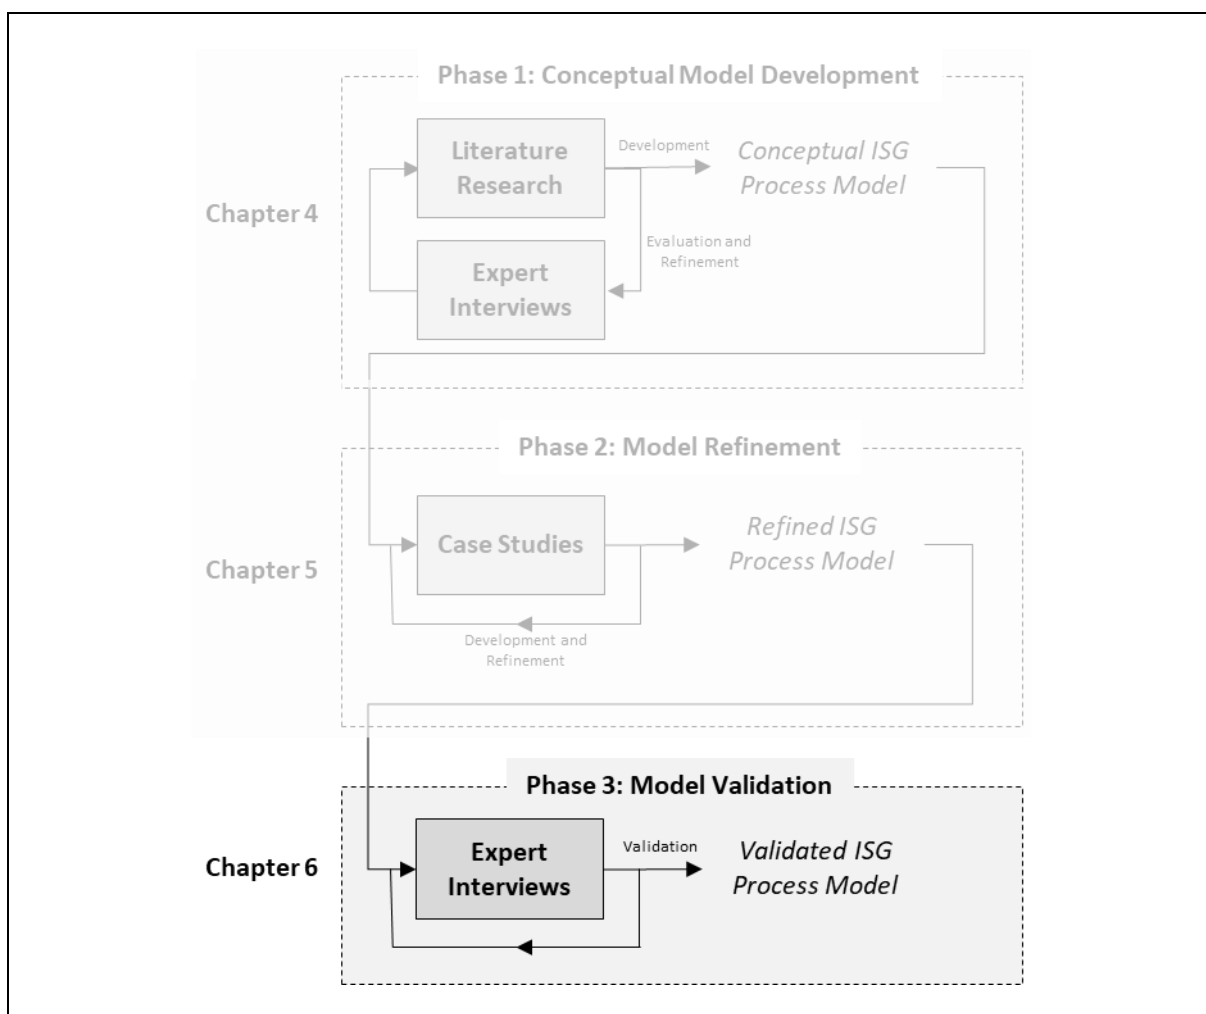 Phase 1: Conceptual Model Development
Chapter 4
Literature
Research
Development
Conceptual ISG
Process Model
Evaluation and
Refinement
Expert
Interviews
Phase 2: Model Refinement
Chapter 5
Case Studies
Refined ISG
Process Model
Development and
Refinement
Phase 3: Model Validation
Chapter 6
Expert
Interviews
Validation
Validated ISG
Process Model